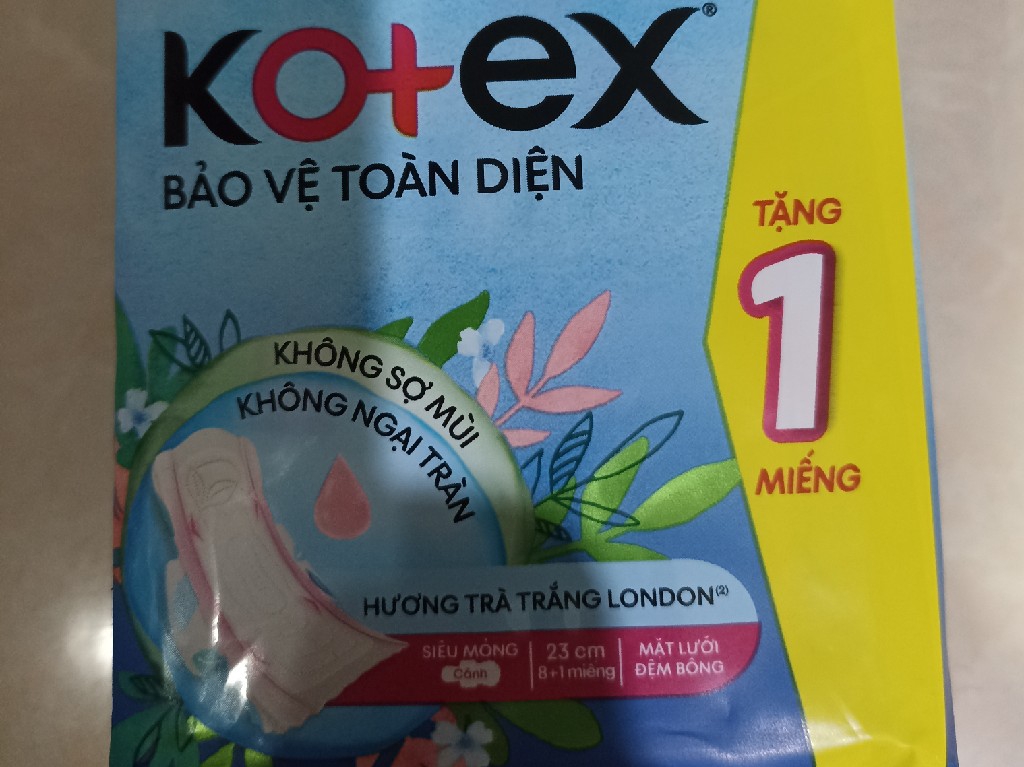 Kotex®
BẢO VỆ TOÀN DIỆN
TẶNG
1
MIẾNG
KHÔNG SỢ MÙI
KHÔNG NGẠI TRÀN
HƯƠNG TRÀ TRẮNG LONDON(2)
SIÊU MỎNG
Cánh
23 cm
8+1 miếng
MẶT LƯỚI
ĐỆM BÔNG